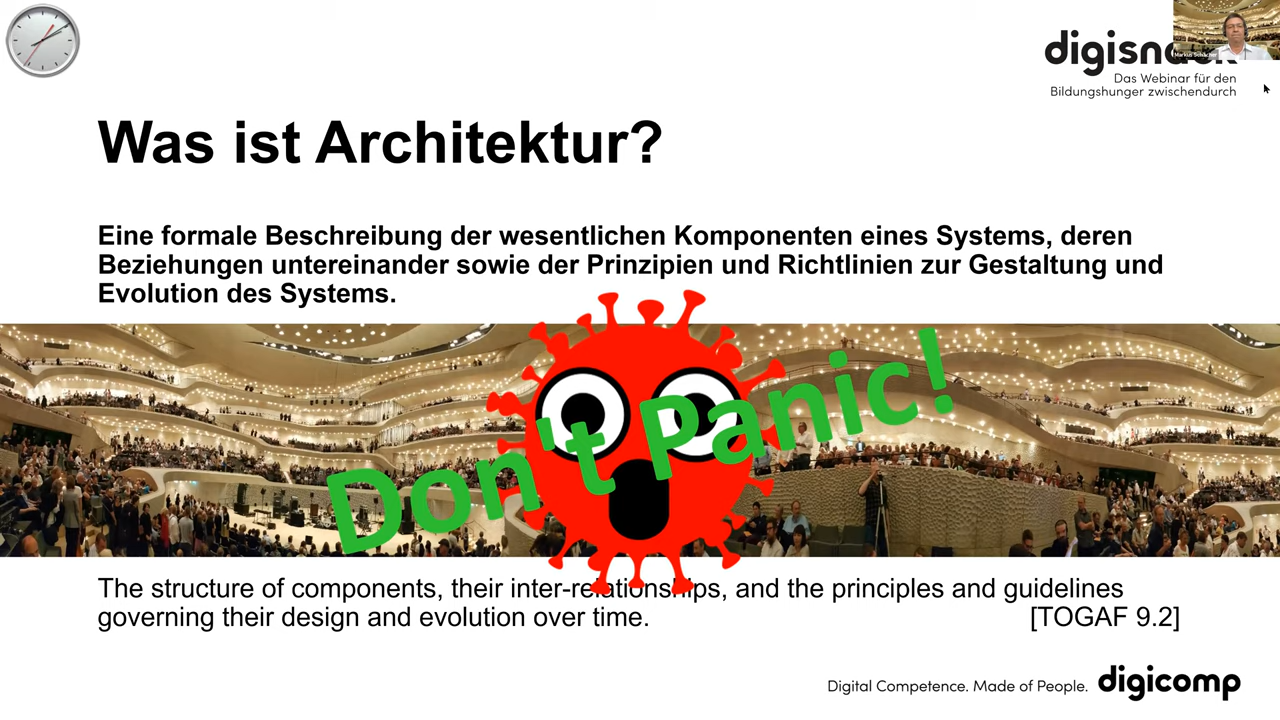 digisnack
Markus Schärner
Das Webinar für den
Bildungshunger zwischendurch
Was ist Architektur?
Eine formale Beschreibung der wesentlichen Komponenten eines Systems, deren
Beziehungen untereinander sowie der Prinzipien und Richtlinien zur Gestaltung und
Evolution des Systems.
Don't Panic!
The structure of components, their inter-relationships, and the principles and guidelines
governing their design and evolution over time. [TOGAF 9.2]
Digital Competence. Made of People. digicomp